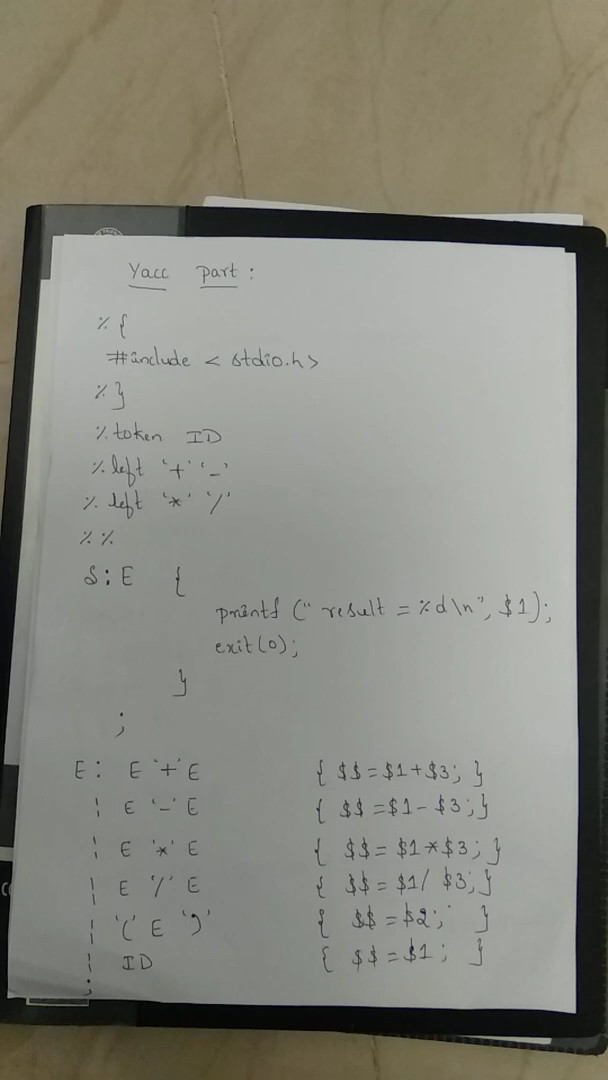 Yacc part :
%{
#include < stdio.h>
%}
% token ID
% left '+' '-'
% left '*' '/'
%%
S : E {
printf (" result = %d\n", $1);
exit(0);
}
;
E : E '+' E { $$ = $1 + $3; }
| E '-' E { $$ = $1 - $3; }
| E '*' E { $$ = $1 * $3; }
| E '/' E { $$ = $1 / $3; }
| '(' E ')' { $$ = $2; }
| ID { $$ = $1; }
;